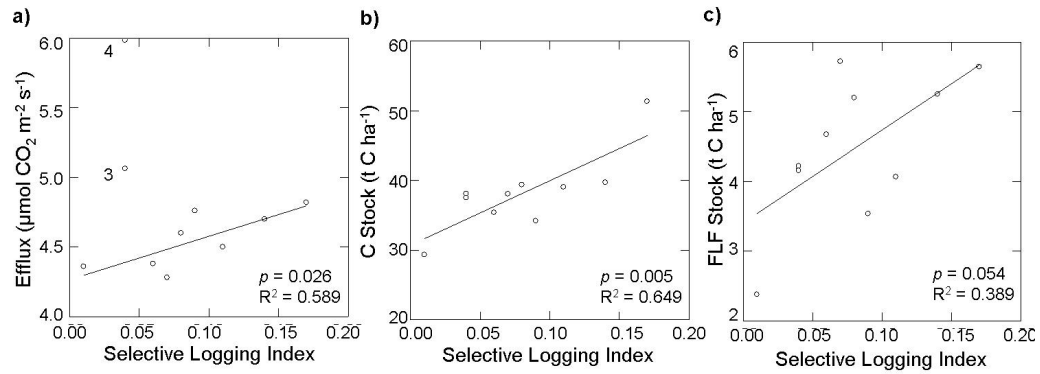 a)
Efflux (µmol CO₂ m⁻² s⁻¹)
6.0
5.5
5.0
4.5
4.0
4
3
p = 0.026
R² = 0.589
0.00 0.05 0.10 0.15 0.20
Selective Logging Index
b)
C Stock (t C ha⁻¹)
60
50
40
30
20
p = 0.005
R² = 0.649
0.00 0.05 0.10 0.15 0.20
Selective Logging Index
c)
FLF Stock (t C ha⁻¹)
6
5
4
3
2
p = 0.054
R² = 0.389
0.00 0.05 0.10 0.15 0.20
Selective Logging Index